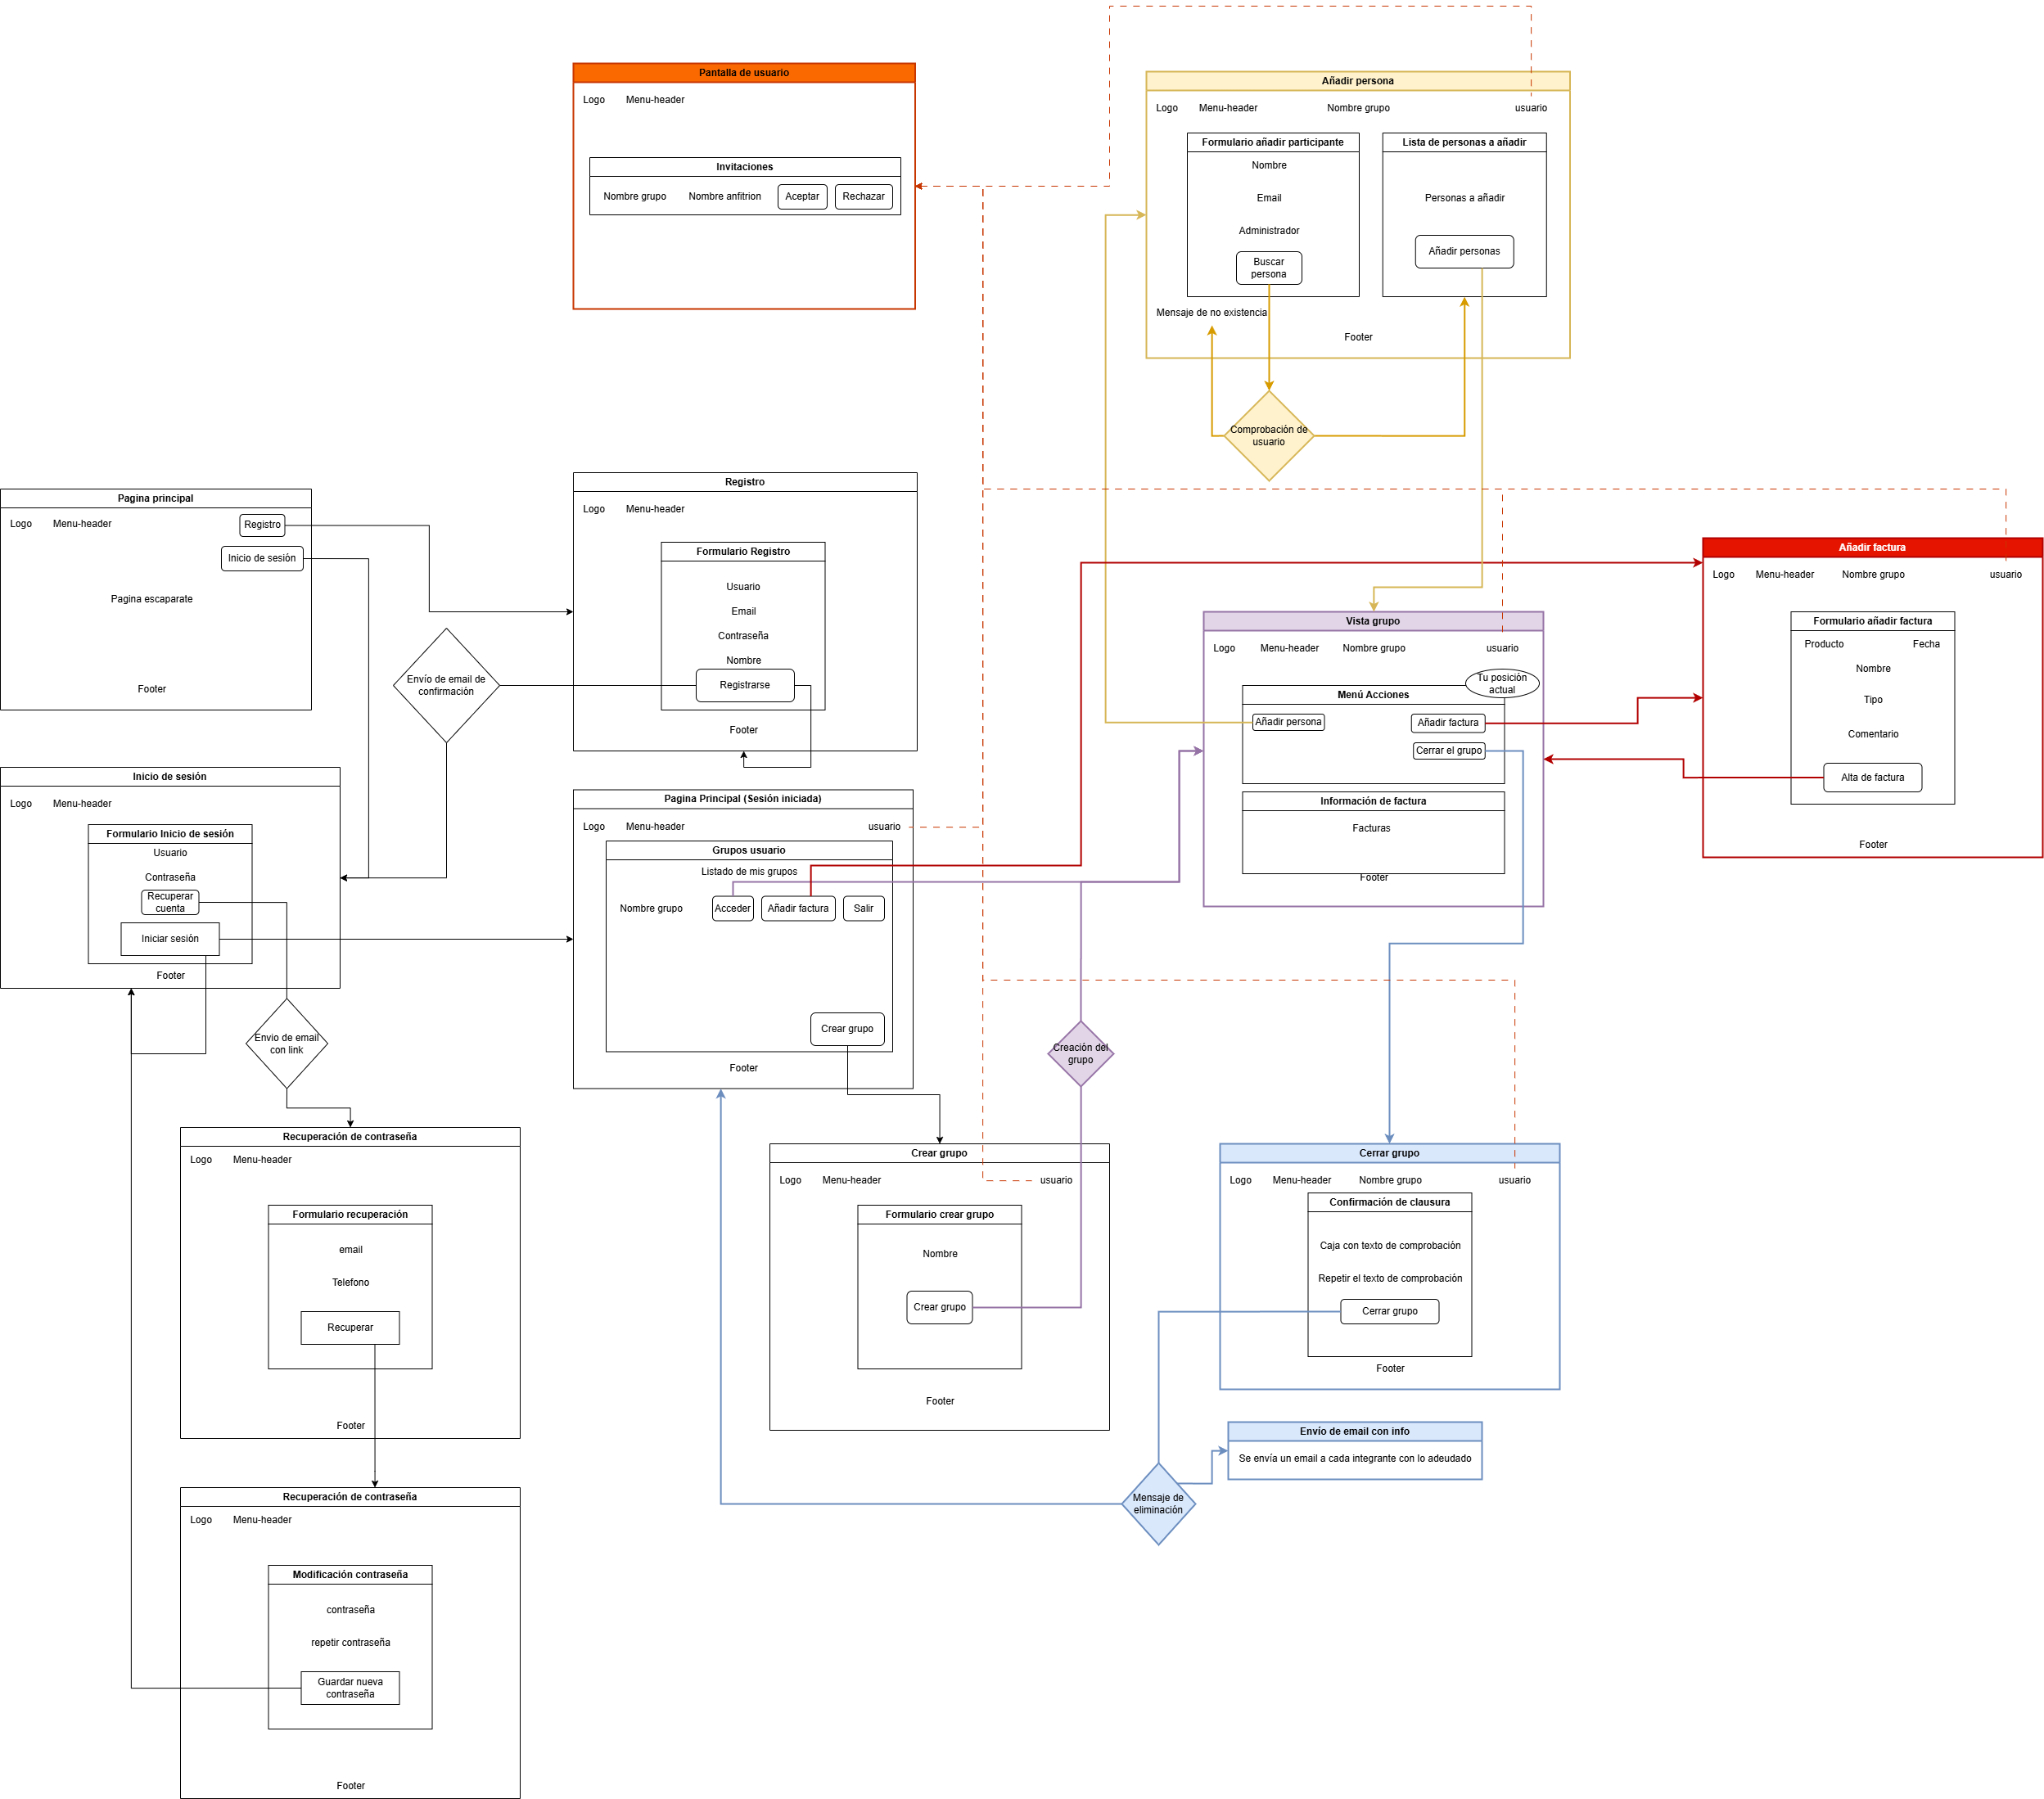 Pantalla de usuario
Logo
Menu-header
Invitaciones
Nombre grupo
Nombre anfitrion
Aceptar
Rechazar
Añadir persona
Logo
Menu-header
Nombre grupo
usuario
Formulario añadir participante
Nombre
Email
Administrador
Buscar
persona
Lista de personas a añadir
Personas a añadir
Añadir personas
Mensaje de no existencia
Footer
Comprobación de
usuario
Pagina principal
Logo
Menu-header
Registro
Inicio de sesión
Pagina escaparate
Footer
Registro
Logo
Menu-header
Formulario Registro
Usuario
Email
Contraseña
Nombre
Registrarse
Footer
Envío de email de
confirmación
Inicio de sesión
Logo
Menu-header
Formulario Inicio de sesión
Usuario
Contraseña
Recuperar
cuenta
Iniciar sesión
Footer
Envio de email
con link
Pagina Principal (Sesión iniciada)
Logo
Menu-header
usuario
Grupos usuario
Listado de mis grupos
Nombre grupo
Acceder
Añadir factura
Salir
Crear grupo
Footer
Vista grupo
Logo
Menu-header
Nombre grupo
usuario
Tu posición
actual
Menú Acciones
Añadir persona
Añadir factura
Cerrar el grupo
Información de factura
Facturas
Footer
Añadir factura
Logo
Menu-header
Nombre grupo
usuario
Formulario añadir factura
Producto
Fecha
Nombre
Tipo
Comentario
Alta de factura
Footer
Creación del
grupo
Recuperación de contraseña
Logo
Menu-header
Formulario recuperación
email
Telefono
Recuperar
Footer
Crear grupo
Logo
Menu-header
usuario
Formulario crear grupo
Nombre
Crear grupo
Footer
Cerrar grupo
Logo
Menu-header
Nombre grupo
usuario
Confirmación de clausura
Caja con texto de comprobación
Repetir el texto de comprobación
Cerrar grupo
Footer
Envío de email con info
Se envía un email a cada integrante con lo adeudado
Mensaje de
eliminación
Recuperación de contraseña
Logo
Menu-header
Modificación contraseña
contraseña
repetir contraseña
Guardar nueva
contraseña
Footer